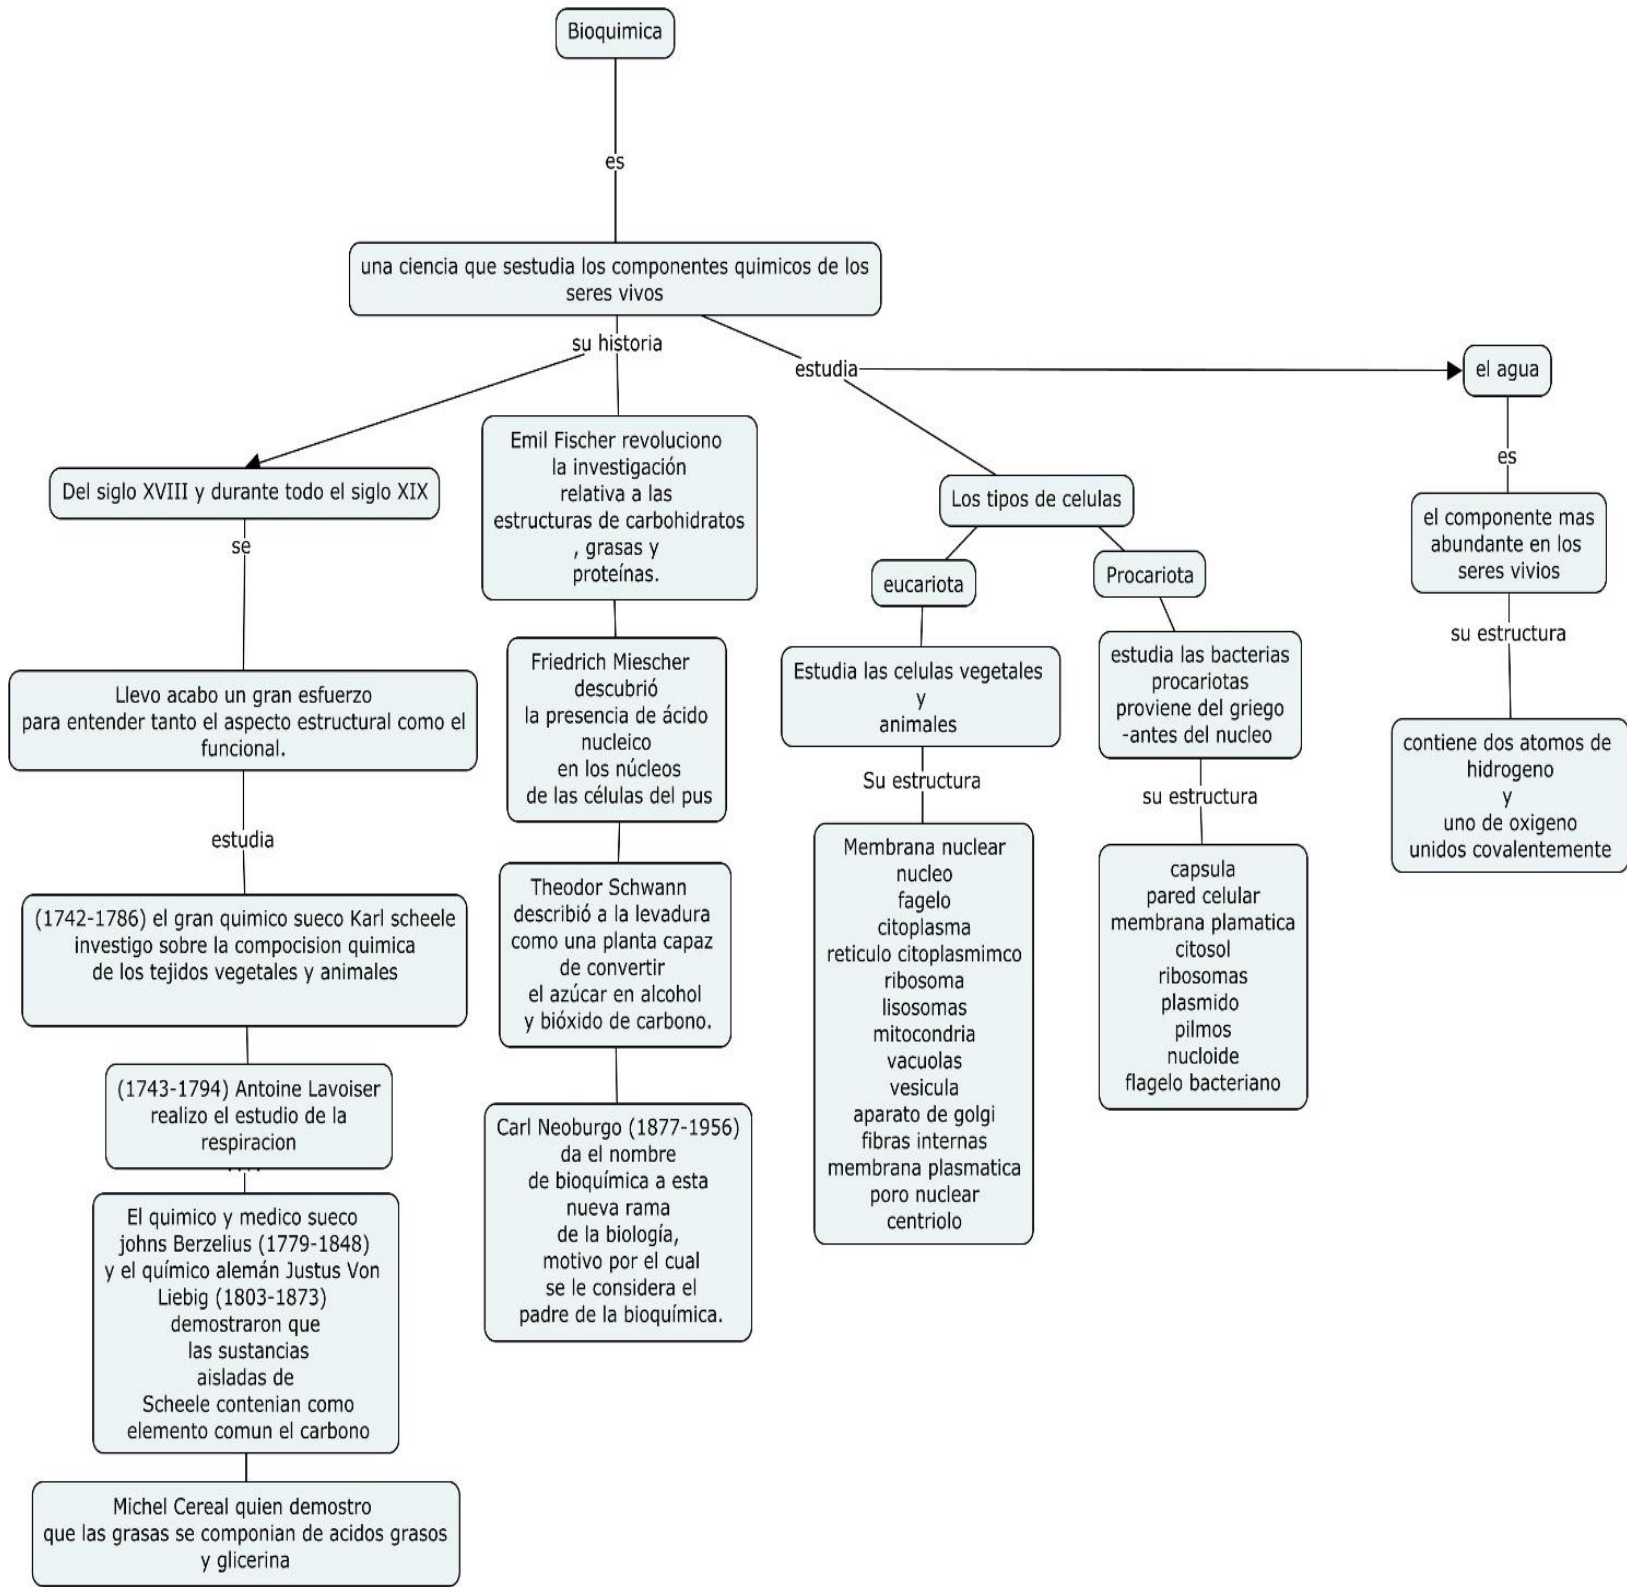 Bioquimica
es
una ciencia que sestudia los componentes quimicos de los
seres vivos
su historia
Del siglo XVIII y durante todo el siglo XIX
se
Llevo acabo un gran esfuerzo
para entender tanto el aspecto estructural como el
funcional.
estudia
(1742-1786) el gran quimico sueco Karl scheele
investigo sobre la compocision quimica
de los tejidos vegetales y animales
(1743-1794) Antoine Lavoiser
realizo el estudio de la
respiracion
El quimico y medico sueco
johns Berzelius (1779-1848)
y el químico alemán Justus Von
Liebig (1803-1873)
demostraron que
las sustancias
aisladas de
Scheele contenian como
elemento comun el carbono
Michel Cereal quien demostro
que las grasas se componian de acidos grasos
y glicerina
Emil Fischer revoluciono
la investigación
relativa a las
estructuras de carbohidratos
, grasas y
proteínas.
Friedrich Miescher
descubrió
la presencia de ácido
nucleico
en los núcleos
de las células del pus
Theodor Schwann
describió a la levadura
como una planta capaz
de convertir
el azúcar en alcohol
y bióxido de carbono.
Carl Neoburgo (1877-1956)
da el nombre
de bioquímica a esta
nueva rama
de la biología,
motivo por el cual
se le considera el
padre de la bioquímica.
estudia
Los tipos de celulas
eucariota
Estudia las celulas vegetales
y
animales
Su estructura
Membrana nuclear
nucleo
fagelo
citoplasma
reticulo citoplasmimco
ribosoma
lisosomas
mitocondria
vacuolas
vesicula
aparato de golgi
fibras internas
membrana plasmatica
poro nuclear
centriolo
Procariota
estudia las bacterias
procariotas
proviene del griego
-antes del nucleo
su estructura
capsula
pared celular
membrana plamatica
citosol
ribosomas
plasmido
pilmos
nucloide
flagelo bacteriano
el agua
es
el componente mas
abundante en los
seres vivios
su estructura
contiene dos atomos de
hidrogeno
y
uno de oxigeno
unidos covalentemente